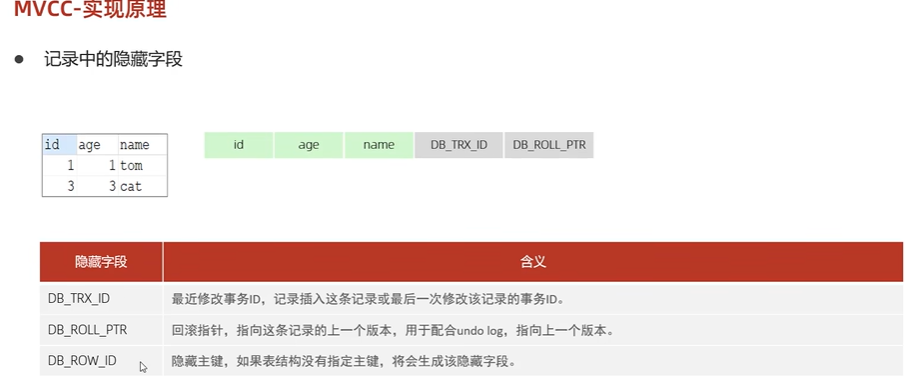 MVCC-实现原理
● 记录中的隐藏字段
id age name
1 1 tom
3 3 cat
id age name DB_TRX_ID DB_ROLL_PTR
隐藏字段 含义
DB_TRX_ID 最近修改事务ID，记录插入这条记录或最后一次修改该记录的事务ID。
DB_ROLL_PTR 回滚指针，指向这条记录的上一个版本，用于配合undo log，指向上一个版本。
DB_ROW_ID 隐藏主键，如果表结构没有指定主键，将会生成该隐藏字段。